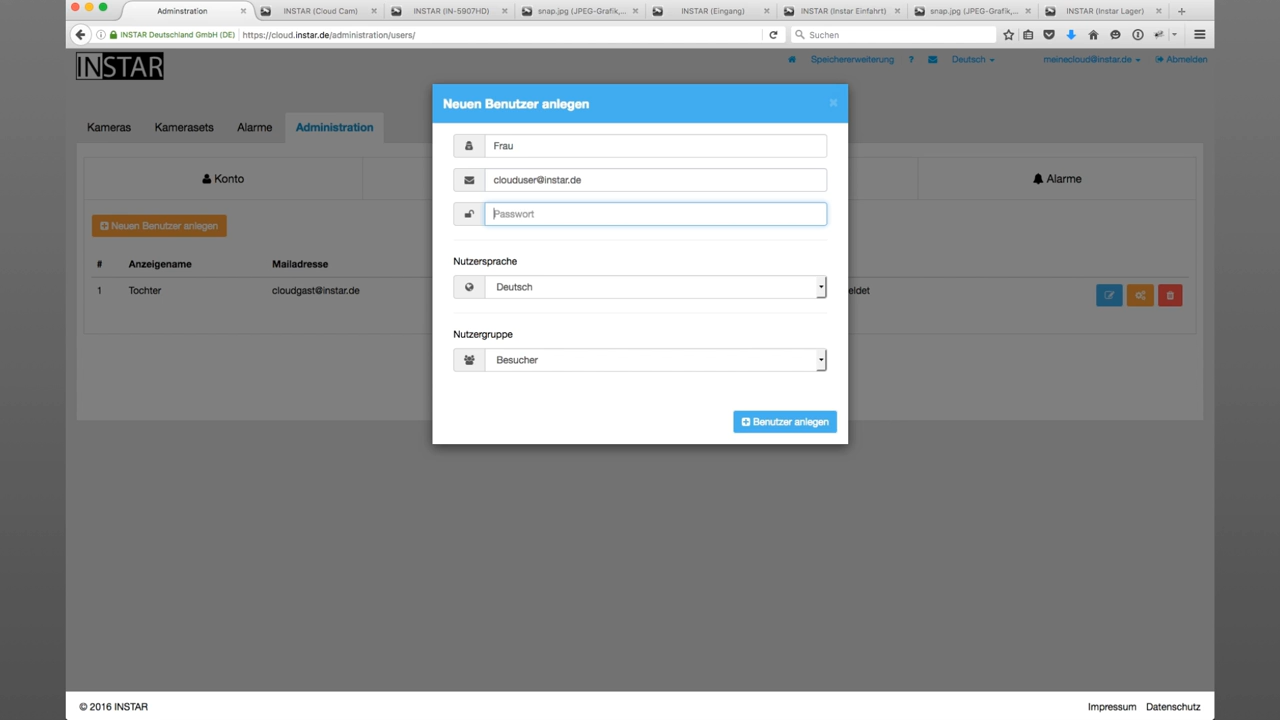 Adminstration
INSTAR (Cloud Cam)
INSTAR (IN-5907HD)
snap.jpg (JPEG-Grafik,...
INSTAR (Eingang)
INSTAR (Instar Einfahrt)
snap.jpg (JPEG-Grafik,...
INSTAR (Instar Lager)
INSTAR Deutschland GmbH (DE)
https://cloud.instar.de/administration/users/
Suchen
INSTAR
Speichererweiterung
?
Deutsch
meinecloud@instar.de
Abmelden
Kameras
Kamerasets
Alarme
Administration
Konto
Alarme
Neuen Benutzer anlegen
# Anzeigename Mailadresse
1 Tochter cloudgast@instar.de
eldet
Neuen Benutzer anlegen
×
Frau
clouduser@instar.de
Passwort
Nutzersprache
Deutsch
Nutzergruppe
Besucher
Benutzer anlegen
© 2016 INSTAR
Impressum
Datenschutz